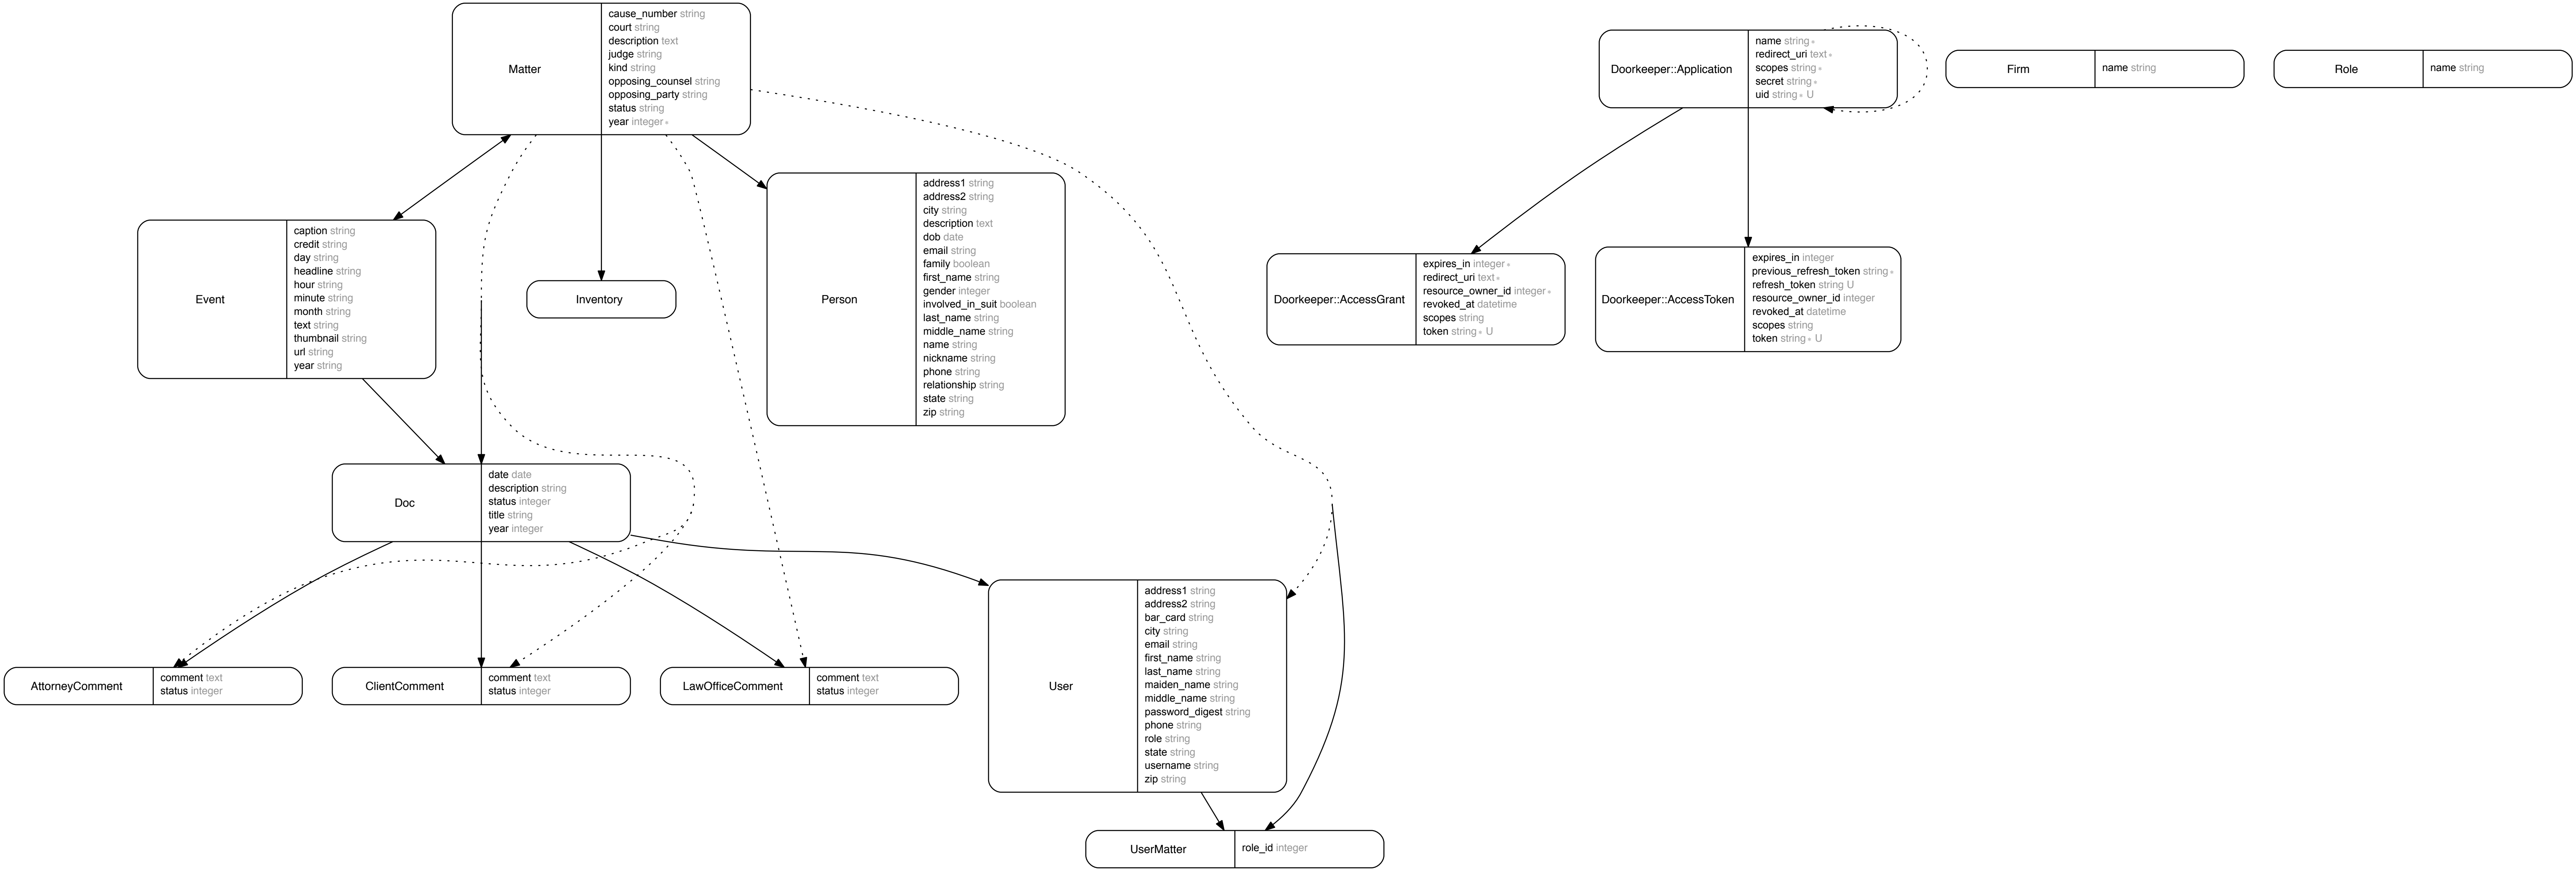 Matter
cause_number string
court string
description text
judge string
kind string
opposing_counsel string
opposing_party string
status string
year integer ∗
Doorkeeper::Application
name string ∗
redirect_uri text ∗
scopes string ∗
secret string ∗
uid string ∗ U
Firm
name string
Role
name string
Event
caption string
credit string
day string
headline string
hour string
minute string
month string
text string
thumbnail string
url string
year string
Inventory
Person
address1 string
address2 string
city string
description text
dob date
email string
family boolean
first_name string
gender integer
involved_in_suit boolean
last_name string
middle_name string
name string
nickname string
phone string
relationship string
state string
zip string
Doorkeeper::AccessGrant
expires_in integer ∗
redirect_uri text ∗
resource_owner_id integer ∗
revoked_at datetime
scopes string
token string ∗ U
Doorkeeper::AccessToken
expires_in integer
previous_refresh_token string ∗
refresh_token string U
resource_owner_id integer
revoked_at datetime
scopes string
token string ∗ U
Doc
date date
description string
status integer
title string
year integer
AttorneyComment
comment text
status integer
ClientComment
comment text
status integer
LawOfficeComment
comment text
status integer
User
address1 string
address2 string
bar_card string
city string
email string
first_name string
last_name string
maiden_name string
middle_name string
password_digest string
phone string
role string
state string
username string
zip string
UserMatter
role_id integer